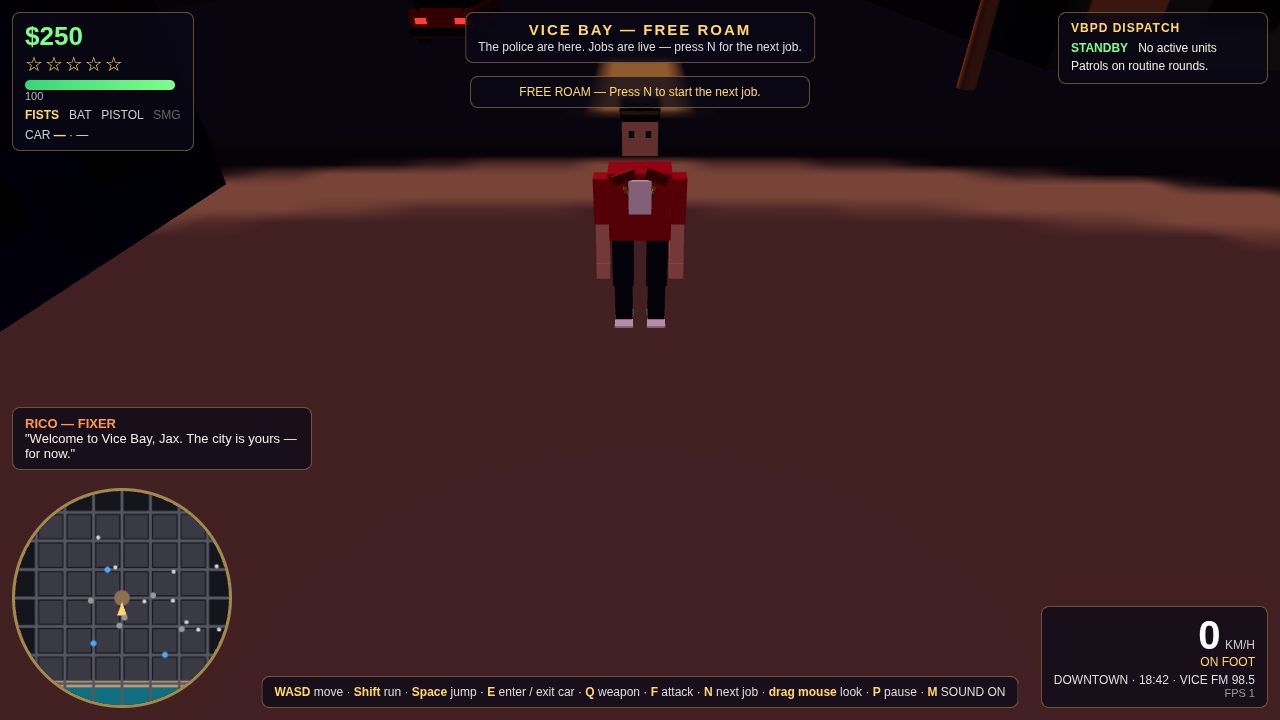 $250
☆☆☆☆☆
100
FISTS BAT PISTOL SMG
CAR — · —
VICE BAY — FREE ROAM
The police are here. Jobs are live — press N for the next job.
FREE ROAM — Press N to start the next job.
VBPD DISPATCH
STANDBY No active units
Patrols on routine rounds.
RICO — FIXER
"Welcome to Vice Bay, Jax. The city is yours —
for now."
WASD move · Shift run · Space jump · E enter / exit car · Q weapon · F attack · N next job · drag mouse look · P pause · M SOUND ON
0 KM/H
ON FOOT
DOWNTOWN · 18:42 · VICE FM 98.5
FPS 1